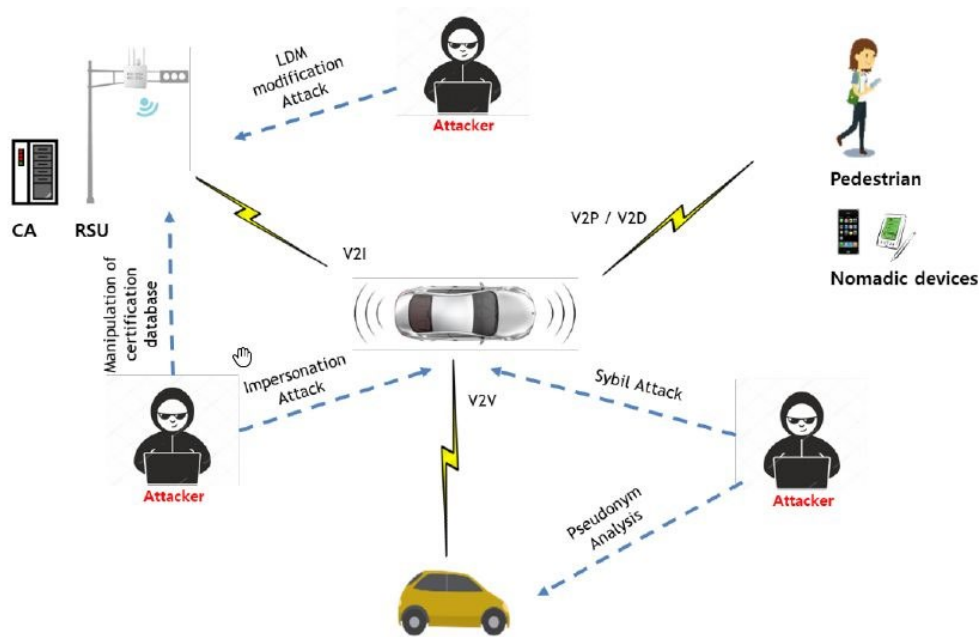 LDM
modification
Attack
Attacker
CA
RSU
V2I
V2P / V2D
Pedestrian
Nomadic devices
Manipulation of
certification
database
Impersonation
Attack
V2V
Sybil Attack
Attacker
Attacker
Pseudonym
Analysis